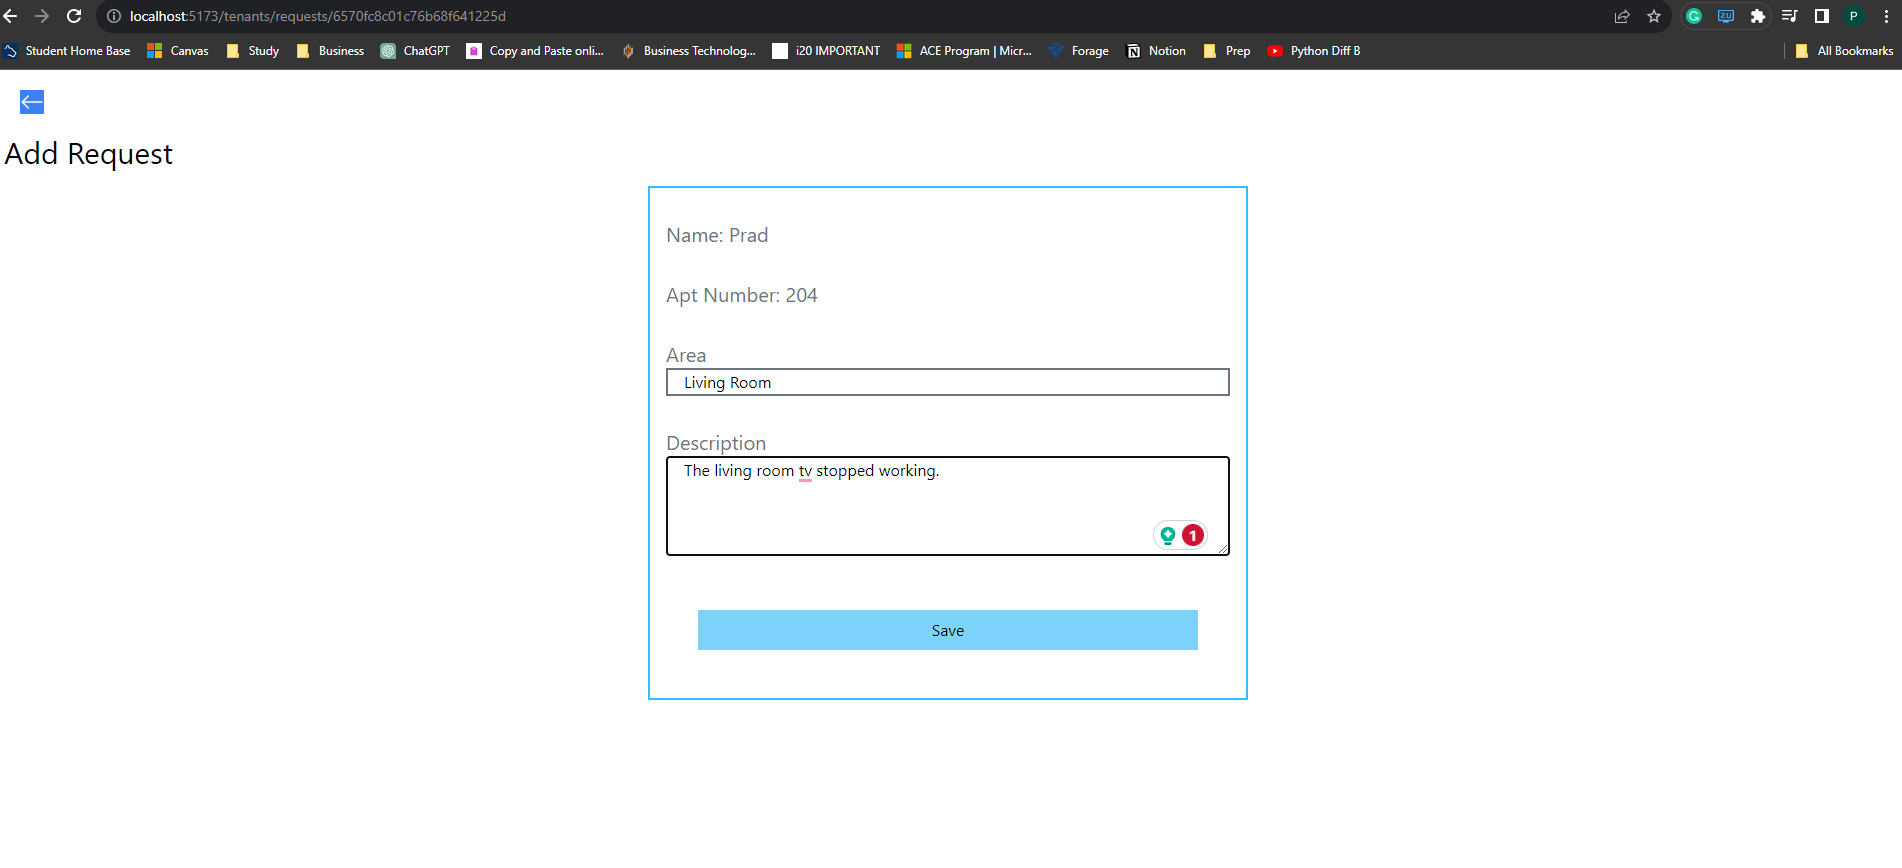 localhost:5173/tenants/requests/6570fc8c01c76b68f641225d
ZU
P
Student Home Base Canvas Study Business ChatGPT Copy and Paste onli... Business Technolog... i20 IMPORTANT ACE Program | Micr... Forage Notion Prep Python Diff B All Bookmarks
Add Request
Name: Prad
Apt Number: 204
Area
Living Room
Description
The living room tv stopped working.
1
Save